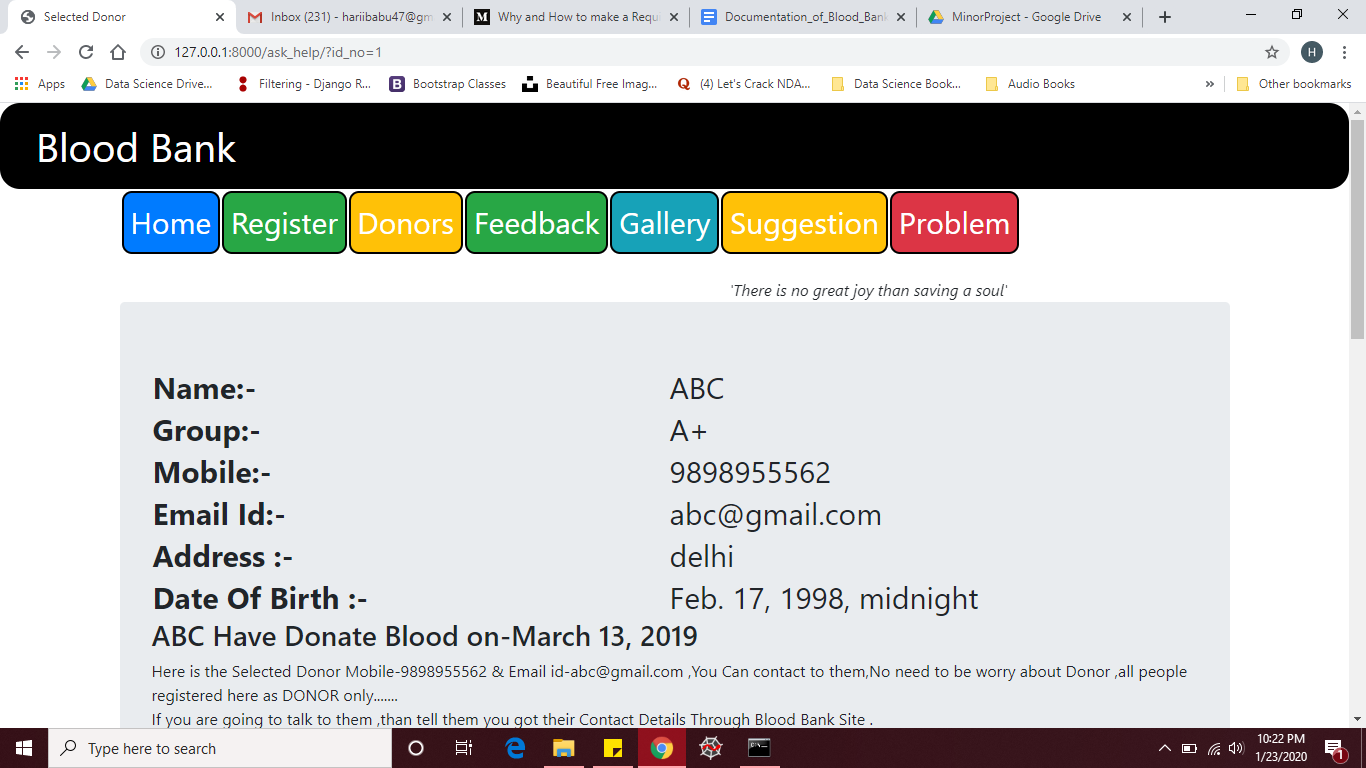 Selected Donor
Inbox (231) - hariibabu47@gm
Why and How to make a Requ
Documentation_of_Blood_Bank
MinorProject - Google Drive
127.0.0.1:8000/ask_help/?id_no=1
H
Apps
Data Science Drive...
Filtering - Django R...
Bootstrap Classes
Beautiful Free Imag...
(4) Let's Crack NDA...
Data Science Book...
Audio Books
»
Other bookmarks
Blood Bank
Home Register Donors Feedback Gallery Suggestion Problem
'There is no great joy than saving a soul'
Name:- ABC
Group:- A+
Mobile:- 9898955562
Email Id:- abc@gmail.com
Address :- delhi
Date Of Birth :- Feb. 17, 1998, midnight
ABC Have Donate Blood on-March 13, 2019
Here is the Selected Donor Mobile-9898955562 & Email id-abc@gmail.com ,You Can contact to them,No need to be worry about Donor ,all people
registered here as DONOR only.......
If you are going to talk to them ,than tell them you got their Contact Details Through Blood Bank Site .
Type here to search
10:22 PM
1/23/2020
1